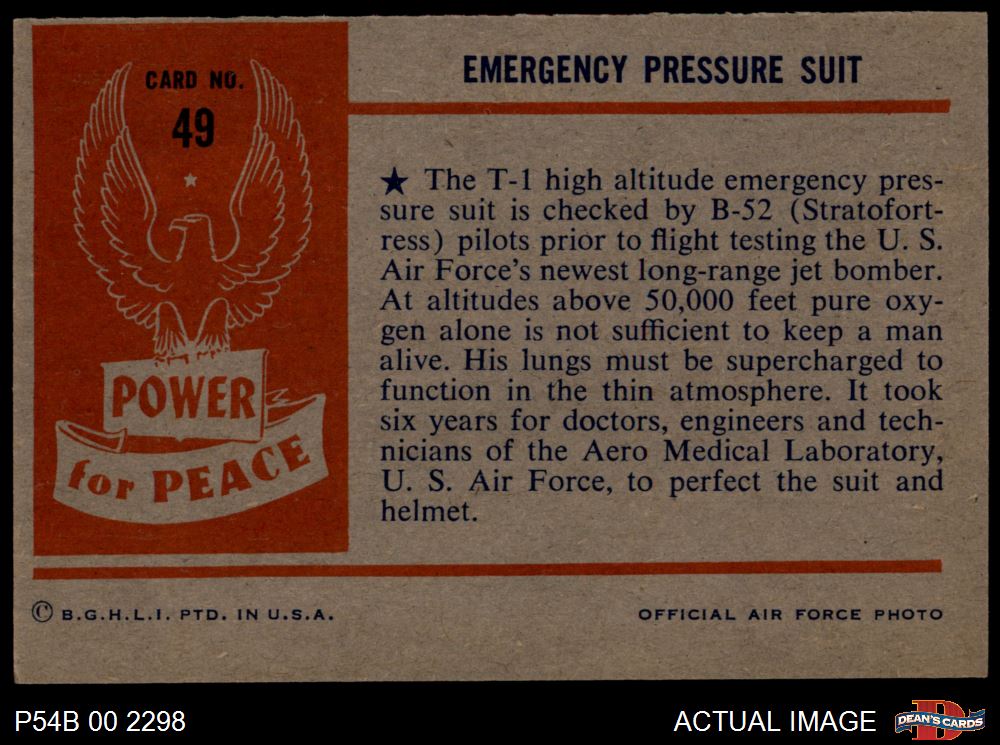 CARD NO.
49
POWER
for PEACE
EMERGENCY PRESSURE SUIT
★ The T-1 high altitude emergency pres-
sure suit is checked by B-52 (Stratofort-
ress) pilots prior to flight testing the U. S.
Air Force's newest long-range jet bomber.
At altitudes above 50,000 feet pure oxy-
gen alone is not sufficient to keep a man
alive. His lungs must be supercharged to
function in the thin atmosphere. It took
six years for doctors, engineers and tech-
nicians of the Aero Medical Laboratory,
U. S. Air Force, to perfect the suit and
helmet.
© B.G.H.L.I. PTD. IN U.S.A.
OFFICIAL AIR FORCE PHOTO
P54B 00 2298
ACTUAL IMAGE
D
DEAN'S CARDS